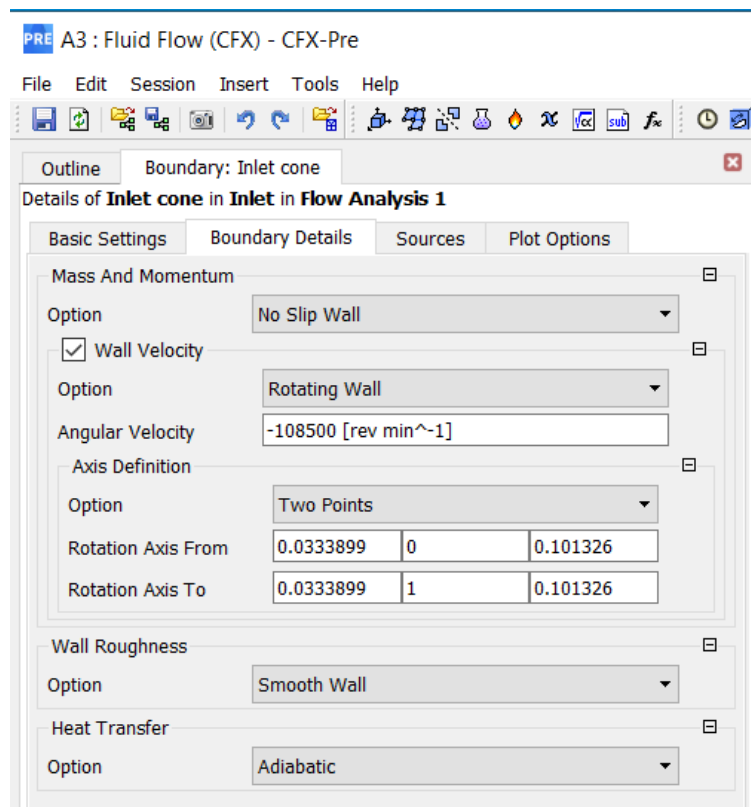 PRE A3 : Fluid Flow (CFX) - CFX-Pre
File Edit Session Insert Tools Help
√α sub f∞
Outline Boundary: Inlet cone
Details of Inlet cone in Inlet in Flow Analysis 1
Basic Settings Boundary Details Sources Plot Options
Mass And Momentum
Option No Slip Wall
Wall Velocity
Option Rotating Wall
Angular Velocity -108500 [rev min^-1]
Axis Definition
Option Two Points
Rotation Axis From 0.0333899 0 0.101326
Rotation Axis To 0.0333899 1 0.101326
Wall Roughness
Option Smooth Wall
Heat Transfer
Option Adiabatic